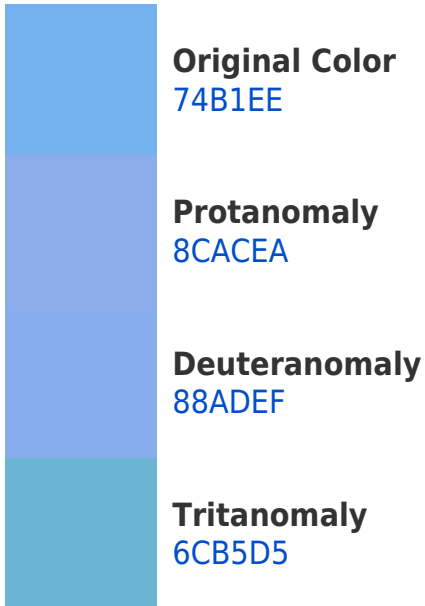 Original Color
74B1EE
Protanomaly
8CACEA
Deuteranomaly
88ADEF
Tritanomaly
6CB5D5